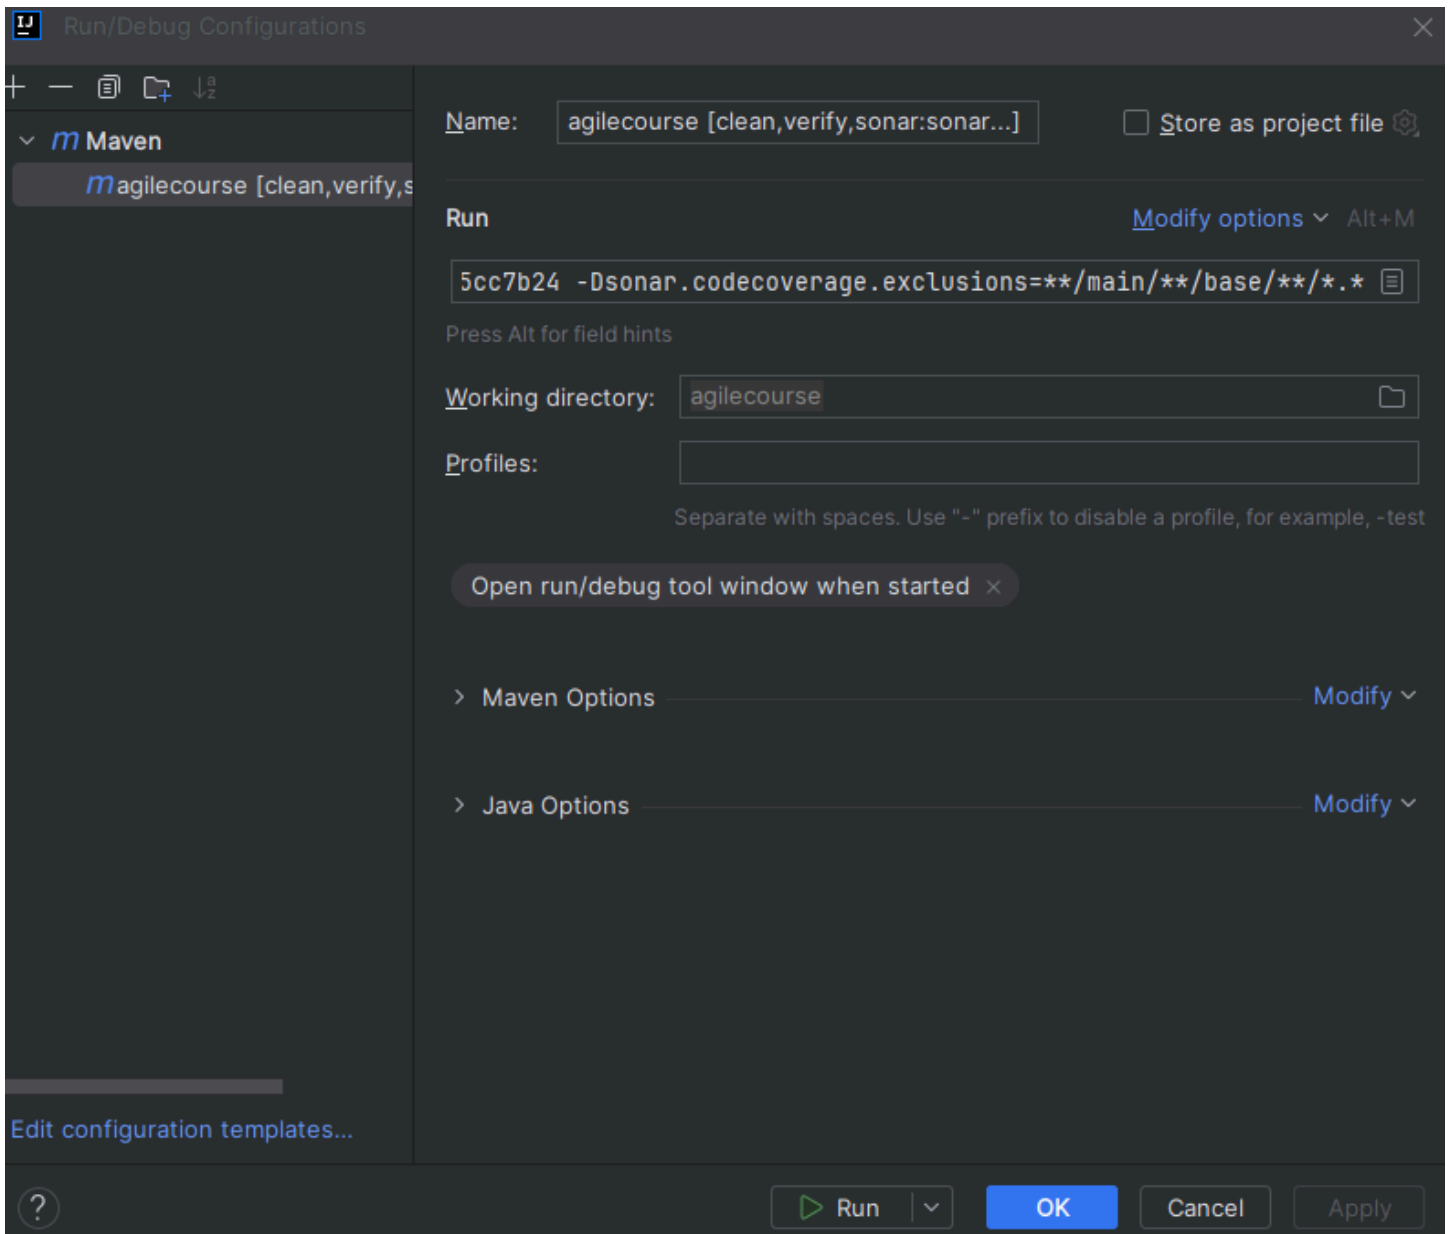 IJ
Run/Debug Configurations
m Maven
m agilecourse [clean,verify,s
Name: agilecourse [clean,verify,sonar:sonar...] Store as project file
Run Modify options Alt+M
5cc7b24 -Dsonar.codecoverage.exclusions=**/main/**/base/**/*.*
Press Alt for field hints
Working directory: agilecourse
Profiles:
Separate with spaces. Use "-" prefix to disable a profile, for example, -test
Open run/debug tool window when started
Maven Options Modify
Java Options Modify
Edit configuration templates...
? Run OK Cancel Apply